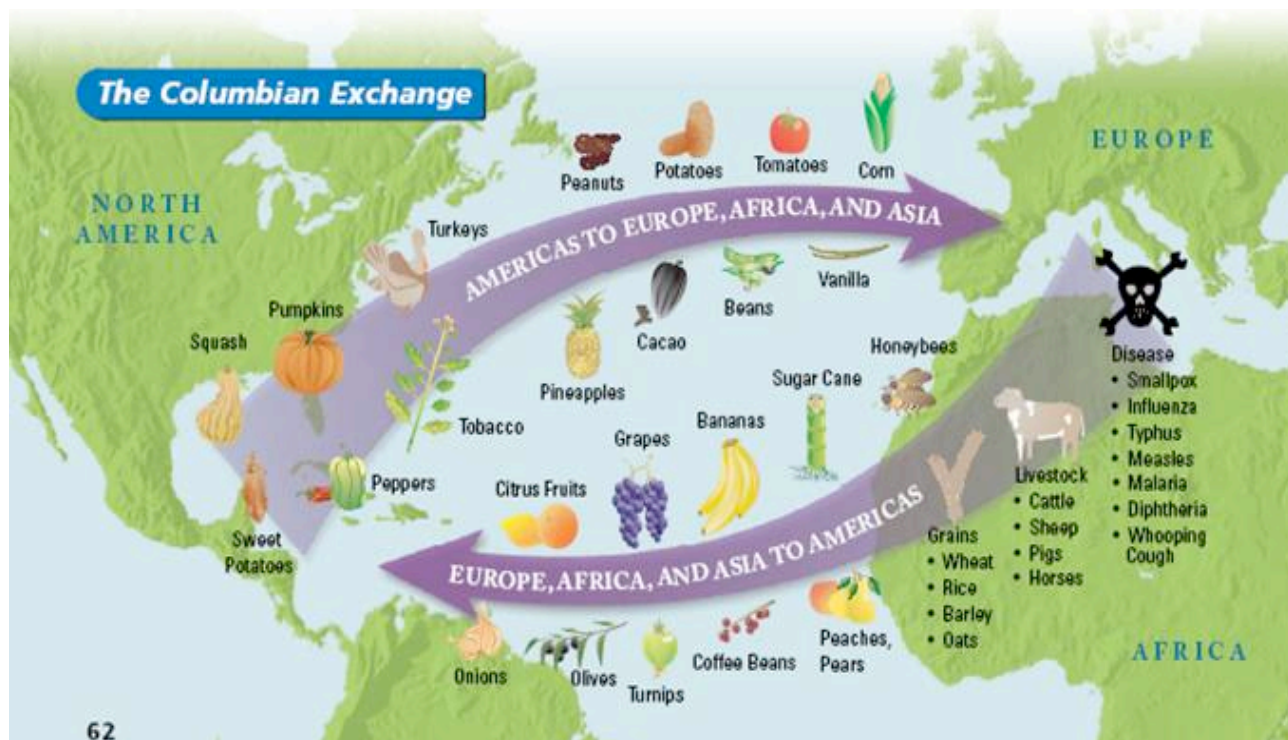 The Columbian Exchange
NORTH
AMERICA
EUROPE
Peanuts
Potatoes
Tomatoes
Corn
AMERICAS TO EUROPE, AFRICA, AND ASIA
Turkeys
Pumpkins
Squash
Tobacco
Peppers
Sweet
Potatoes
Pineapples
Cacao
Beans
Vanilla
Honeybees
Sugar Cane
Bananas
Grapes
Citrus Fruits
EUROPE, AFRICA, AND ASIA TO AMERICAS
Onions
Olives
Turnips
Coffee Beans
Peaches,
Pears
Grains
• Wheat
• Rice
• Barley
• Oats
Livestock
• Cattle
• Sheep
• Pigs
• Horses
Disease
• Smallpox
• Influenza
• Typhus
• Measles
• Malaria
• Diphtheria
• Whooping
Cough
AFRICA
62